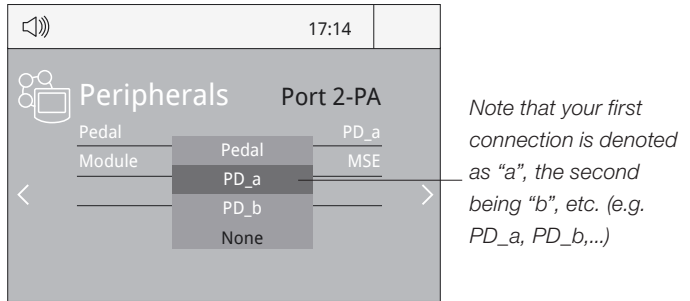 17:14
Peripherals Port 2-PA
Pedal PD_a
Module MSE
Pedal
PD_a
PD_b
None
Note that your first
connection is denoted
as “a”, the second
being “b”, etc. (e.g.
PD_a, PD_b,...)